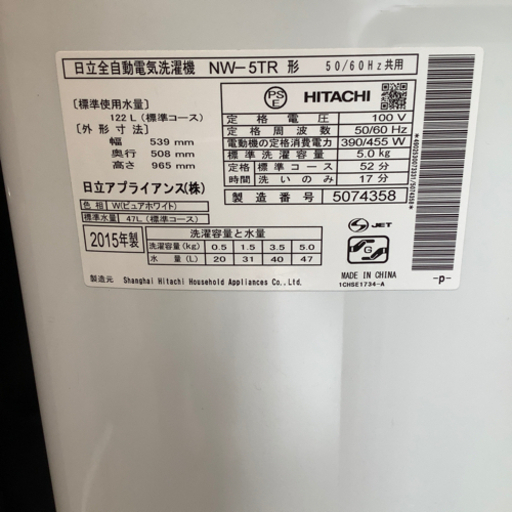 日立全自動電気洗濯機 NW-5TR 形 50/60Hz共用
〔標準使用水量〕
122 L（標準コース）
〔外形寸法〕
幅 539 mm
奥行 508 mm
高さ 965 mm
日立アプライアンス(株)
色相 W(ピュアホワイト)
標準水量 47L（標準コース）
PS E HITACHI
定格電圧 100 V
定格周波数 50/60 Hz
電動機の定格消費電力 390/455 W
標準洗濯容量 5.0 kg
定格 標準コース 52分
時間 洗いのみ 17分
製造番号 5074358
2015年製
洗濯容量と水量
洗濯容量(kg) 0.5 1.5 3.5 5.0
水量(L) 20 31 40 47
S JET
MADE IN CHINA
1CHSE1734-A
-p-
製造元 Shanghai Hitachi Household Appliances Co.,Ltd.